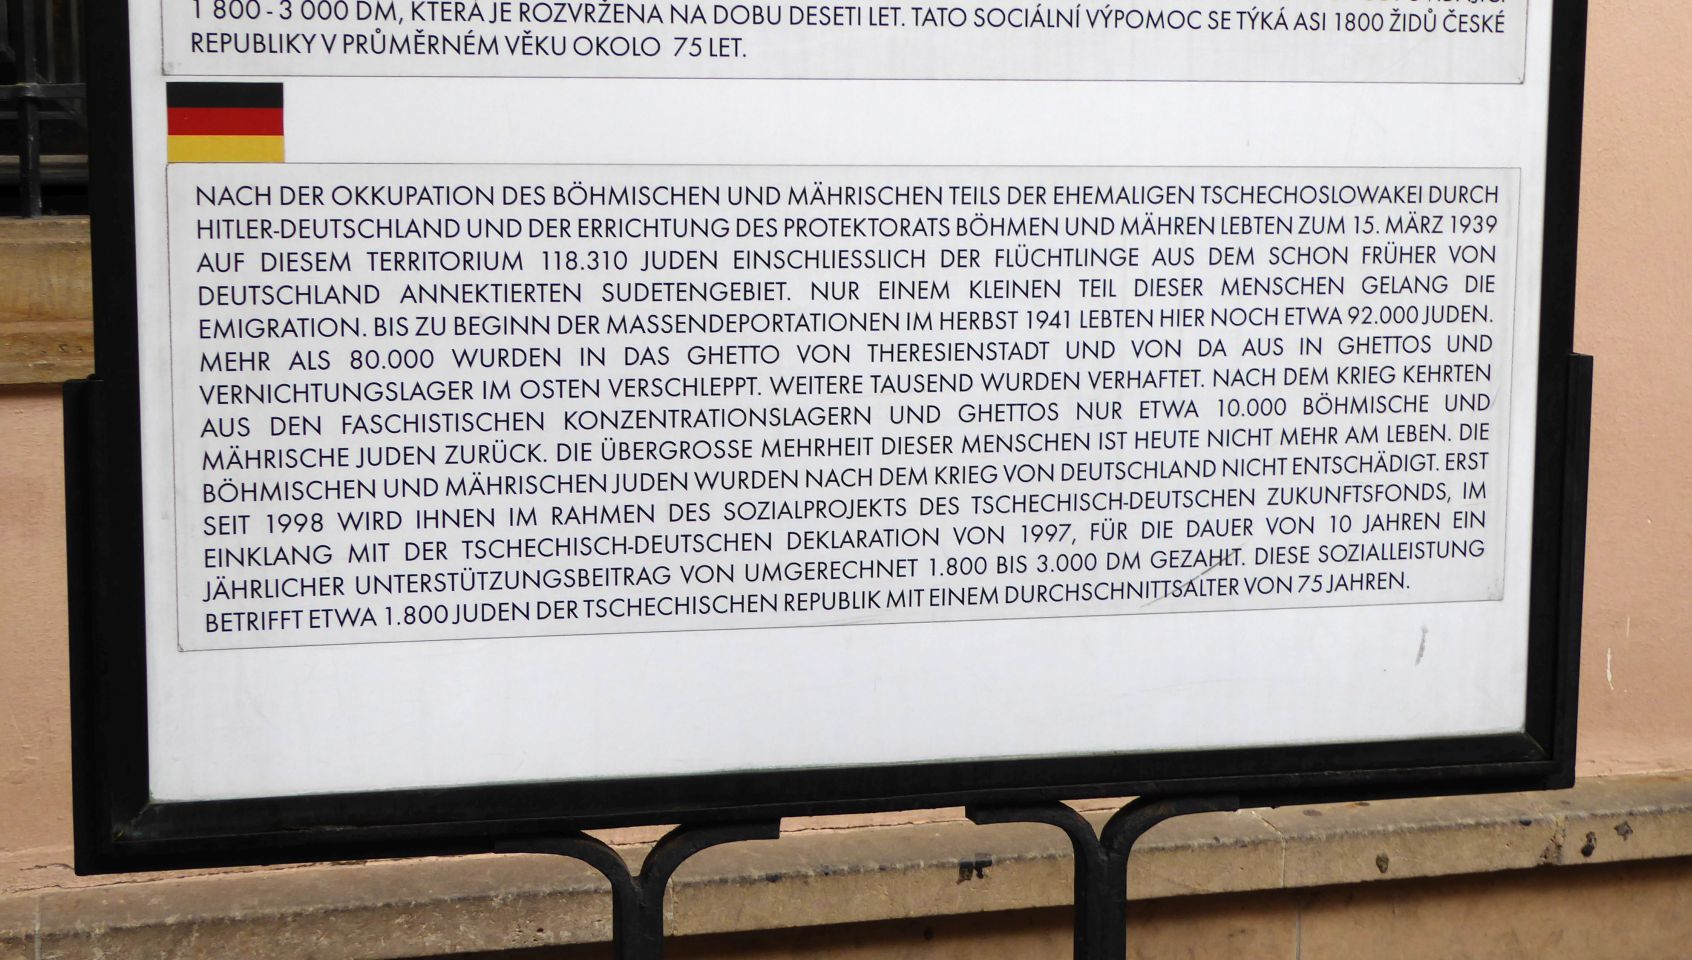 1 800 - 3 000 DM, KTERÁ JE ROZVRŽENA NA DOBU DESETI LET. TATO SOCIÁLNÍ VÝPOMOC SE TÝKÁ ASI 1800 ŽIDŮ ČESKÉ
REPUBLIKY V PRŮMĚRNÉM VĚKU OKOLO 75 LET.
NACH DER OKKUPATION DES BÖHMISCHEN UND MÄHRISCHEN TEILS DER EHEMALIGEN TSCHECHOSLOWAKEI DURCH
HITLER-DEUTSCHLAND UND DER ERRICHTUNG DES PROTEKTORATS BÖHMEN UND MÄHREN LEBTEN ZUM 15. MÄRZ 1939
AUF DIESEM TERRITORIUM 118.310 JUDEN EINSCHLIESSLICH DER FLÜCHTLINGE AUS DEM SCHON FRÜHER VON
DEUTSCHLAND ANNEKTIERTEN SUDETENGEBIET. NUR EINEM KLEINEN TEIL DIESER MENSCHEN GELANG DIE
EMIGRATION. BIS ZU BEGINN DER MASSENDEPORTATIONEN IM HERBST 1941 LEBTEN HIER NOCH ETWA 92.000 JUDEN.
MEHR ALS 80.000 WURDEN IN DAS GHETTO VON THERESIENSTADT UND VON DA AUS IN GHETTOS UND
VERNICHTUNGSLAGER IM OSTEN VERSCHLEPPT. WEITERE TAUSEND WURDEN VERHAFTET. NACH DEM KRIEG KEHRTEN
AUS DEN FASCHISTISCHEN KONZENTRATIONSLAGERN UND GHETTOS NUR ETWA 10.000 BÖHMISCHE UND
MÄHRISCHE JUDEN ZURÜCK. DIE ÜBERGROSSE MEHRHEIT DIESER MENSCHEN IST HEUTE NICHT MEHR AM LEBEN. DIE
BÖHMISCHEN UND MÄHRISCHEN JUDEN WURDEN NACH DEM KRIEG VON DEUTSCHLAND NICHT ENTSCHÄDIGT. ERST
SEIT 1998 WIRD IHNEN IM RAHMEN DES SOZIALPROJEKTS DES TSCHECHISCH-DEUTSCHEN ZUKUNFTSFONDS, IM
EINKLANG MIT DER TSCHECHISCH-DEUTSCHEN DEKLARATION VON 1997, FÜR DIE DAUER VON 10 JAHREN EIN
JÄHRLICHER UNTERSTÜTZUNGSBEITRAG VON UMGERECHNET 1.800 BIS 3.000 DM GEZAHLT. DIESE SOZIALLEISTUNG
BETRIFFT ETWA 1.800 JUDEN DER TSCHECHISCHEN REPUBLIK MIT EINEM DURCHSCHNITTSALTER VON 75 JAHREN.